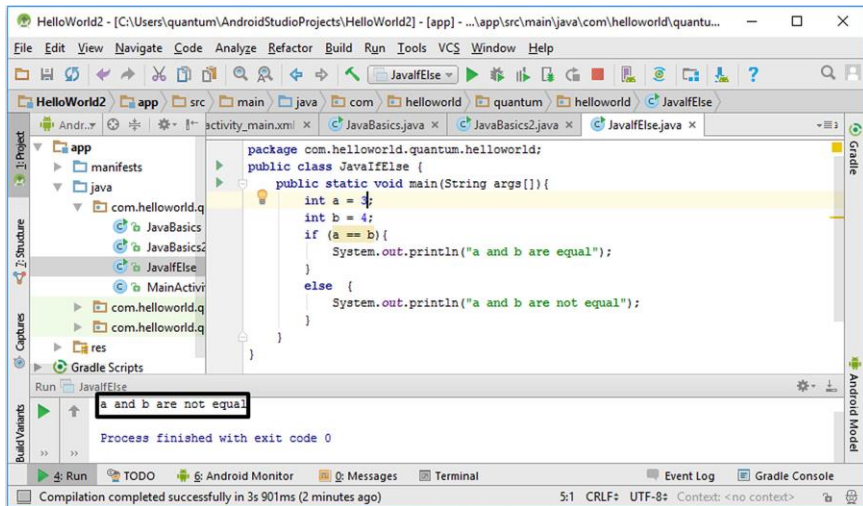 HelloWorld2 - [C:\Users\quantum\AndroidStudioProjects\HelloWorld2] - [app] - ...\app\src\main\java\com\helloworld\quantu...
File Edit View Navigate Code Analyze Refactor Build Run Tools VCS Window Help
JavaIfElse
HelloWorld2 app src main java com helloworld quantum helloworld JavaIfElse
Andr.. activity_main.xml JavaBasics.java JavaBasics2.java JavaIfElse.java
1: Project
7: Structure
Captures
Build Variants
app
manifests
java
com.helloworld.q
JavaBasics
JavaBasics2
JavaIfElse
MainActivi
com.helloworld.q
com.helloworld.q
res
Gradle Scripts
package com.helloworld.quantum.helloworld;
public class JavaIfElse {
public static void main(String args[]){
int a = 3;
int b = 4;
if (a == b){
System.out.println("a and b are equal");
}
else {
System.out.println("a and b are not equal");
}
}
}
Gradle
Android Model
Run JavaIfElse
a and b are not equal
Process finished with exit code 0
4: Run TODO 6: Android Monitor 0: Messages Terminal Event Log Gradle Console
Compilation completed successfully in 3s 901ms (2 minutes ago) 5:1 CRLF UTF-8 Context: <no context>